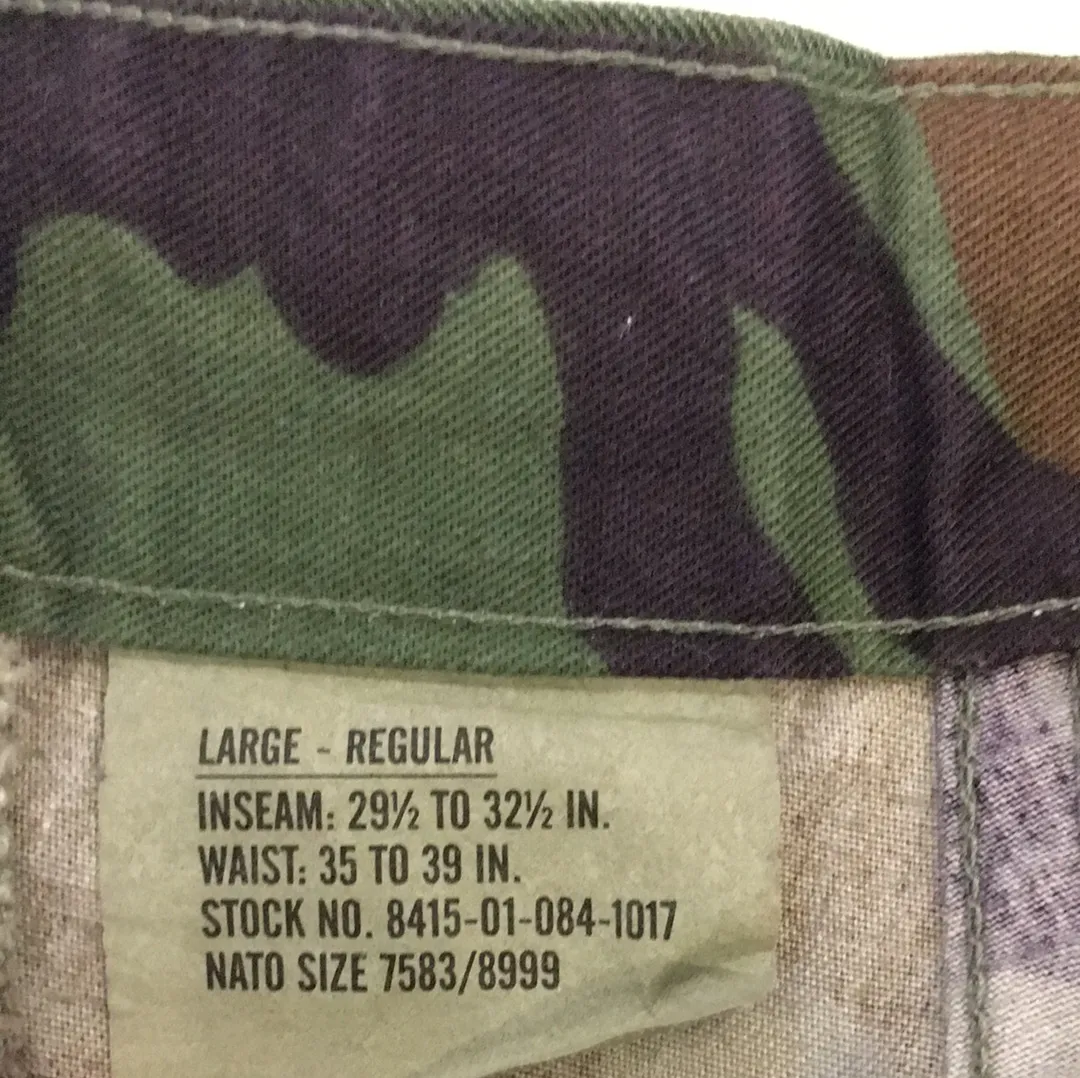 LARGE - REGULAR
INSEAM: 29½ TO 32½ IN.
WAIST: 35 TO 39 IN.
STOCK NO. 8415-01-084-1017
NATO SIZE 7583/8999